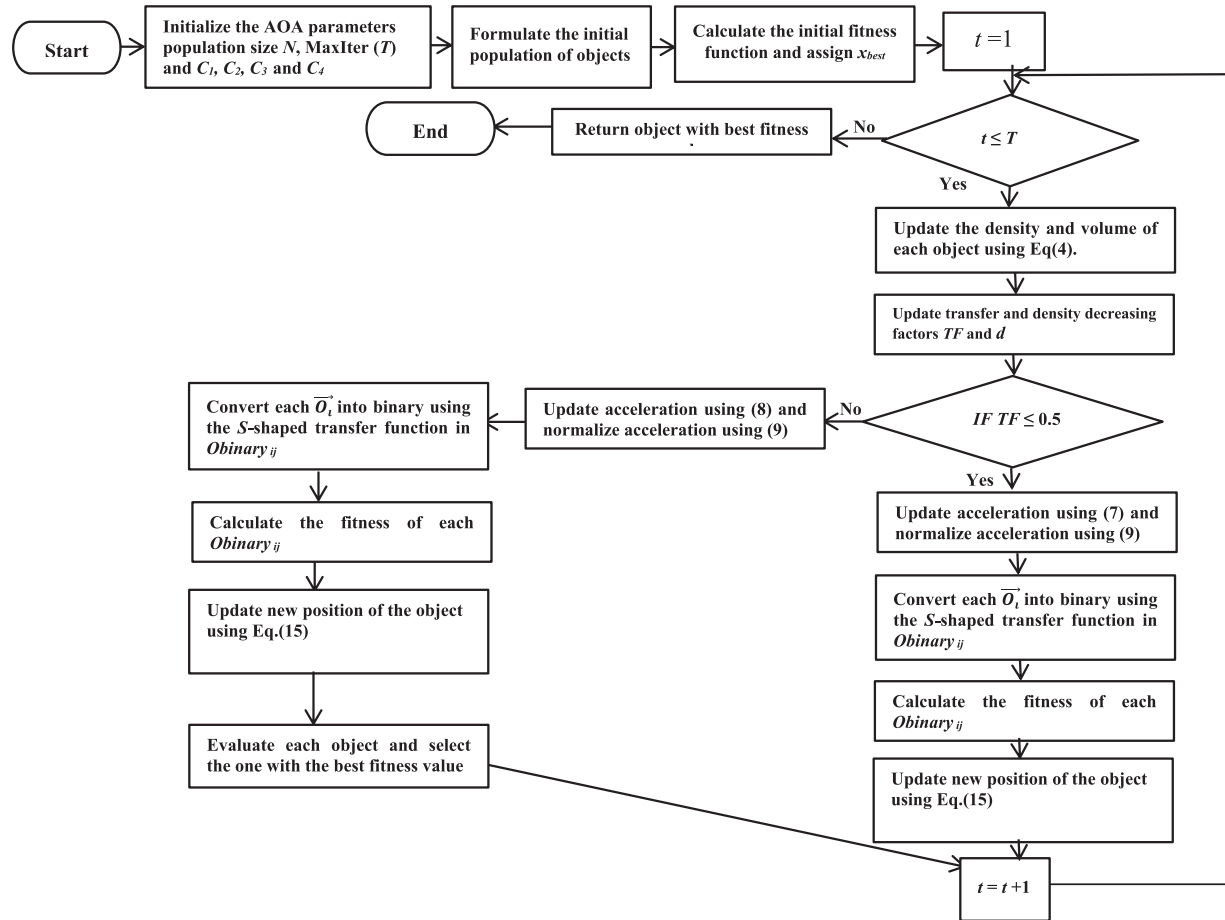 Start
Initialize the AOA parameters
population size N, MaxIter (T)
and C1, C2, C3 and C4
Formulate the initial
population of objects
Calculate the initial fitness
function and assign xbest
t =1
End
Return object with best fitness
No
t ≤ T
Yes
Update the density and volume of
each object using Eq(4).
Update transfer and density decreasing
factors TF and d
IF TF ≤ 0.5
No
Update acceleration using (8) and
normalize acceleration using (9)
Convert each Ot into binary using
the S-shaped transfer function in
Obinary ij
Calculate the fitness of each
Obinary ij
Update new position of the object
using Eq.(15)
Evaluate each object and select
the one with the best fitness value
Yes
Update acceleration using (7) and
normalize acceleration using (9)
Convert each Ot into binary using
the S-shaped transfer function in
Obinary ij
Calculate the fitness of each
Obinary ij
Update new position of the object
using Eq.(15)
t = t +1